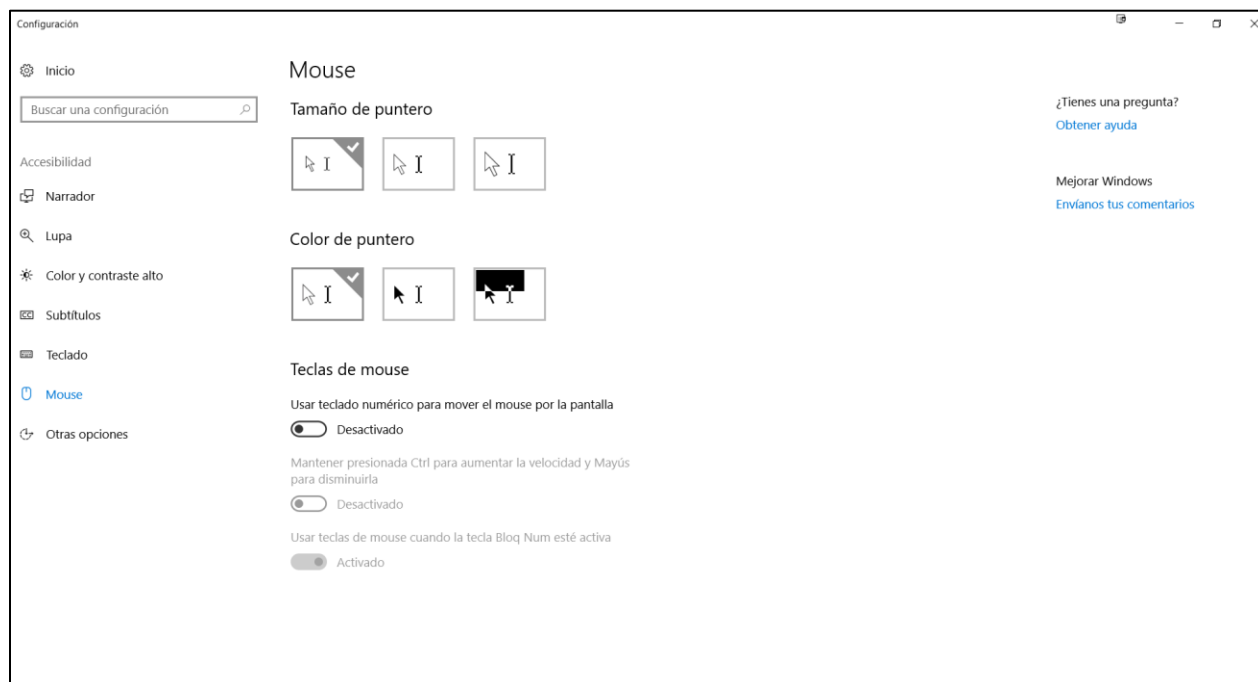 Configuración
Inicio
Buscar una configuración
Accesibilidad
Narrador
Lupa
Color y contraste alto
Subtítulos
Teclado
Mouse
Otras opciones
Mouse
Tamaño de puntero
Color de puntero
Teclas de mouse
Usar teclado numérico para mover el mouse por la pantalla
Desactivado
Mantener presionada Ctrl para aumentar la velocidad y Mayús
para disminuirla
Desactivado
Usar teclas de mouse cuando la tecla Bloq Num esté activa
Activado
¿Tienes una pregunta?
Obtener ayuda
Mejorar Windows
Envíanos tus comentarios